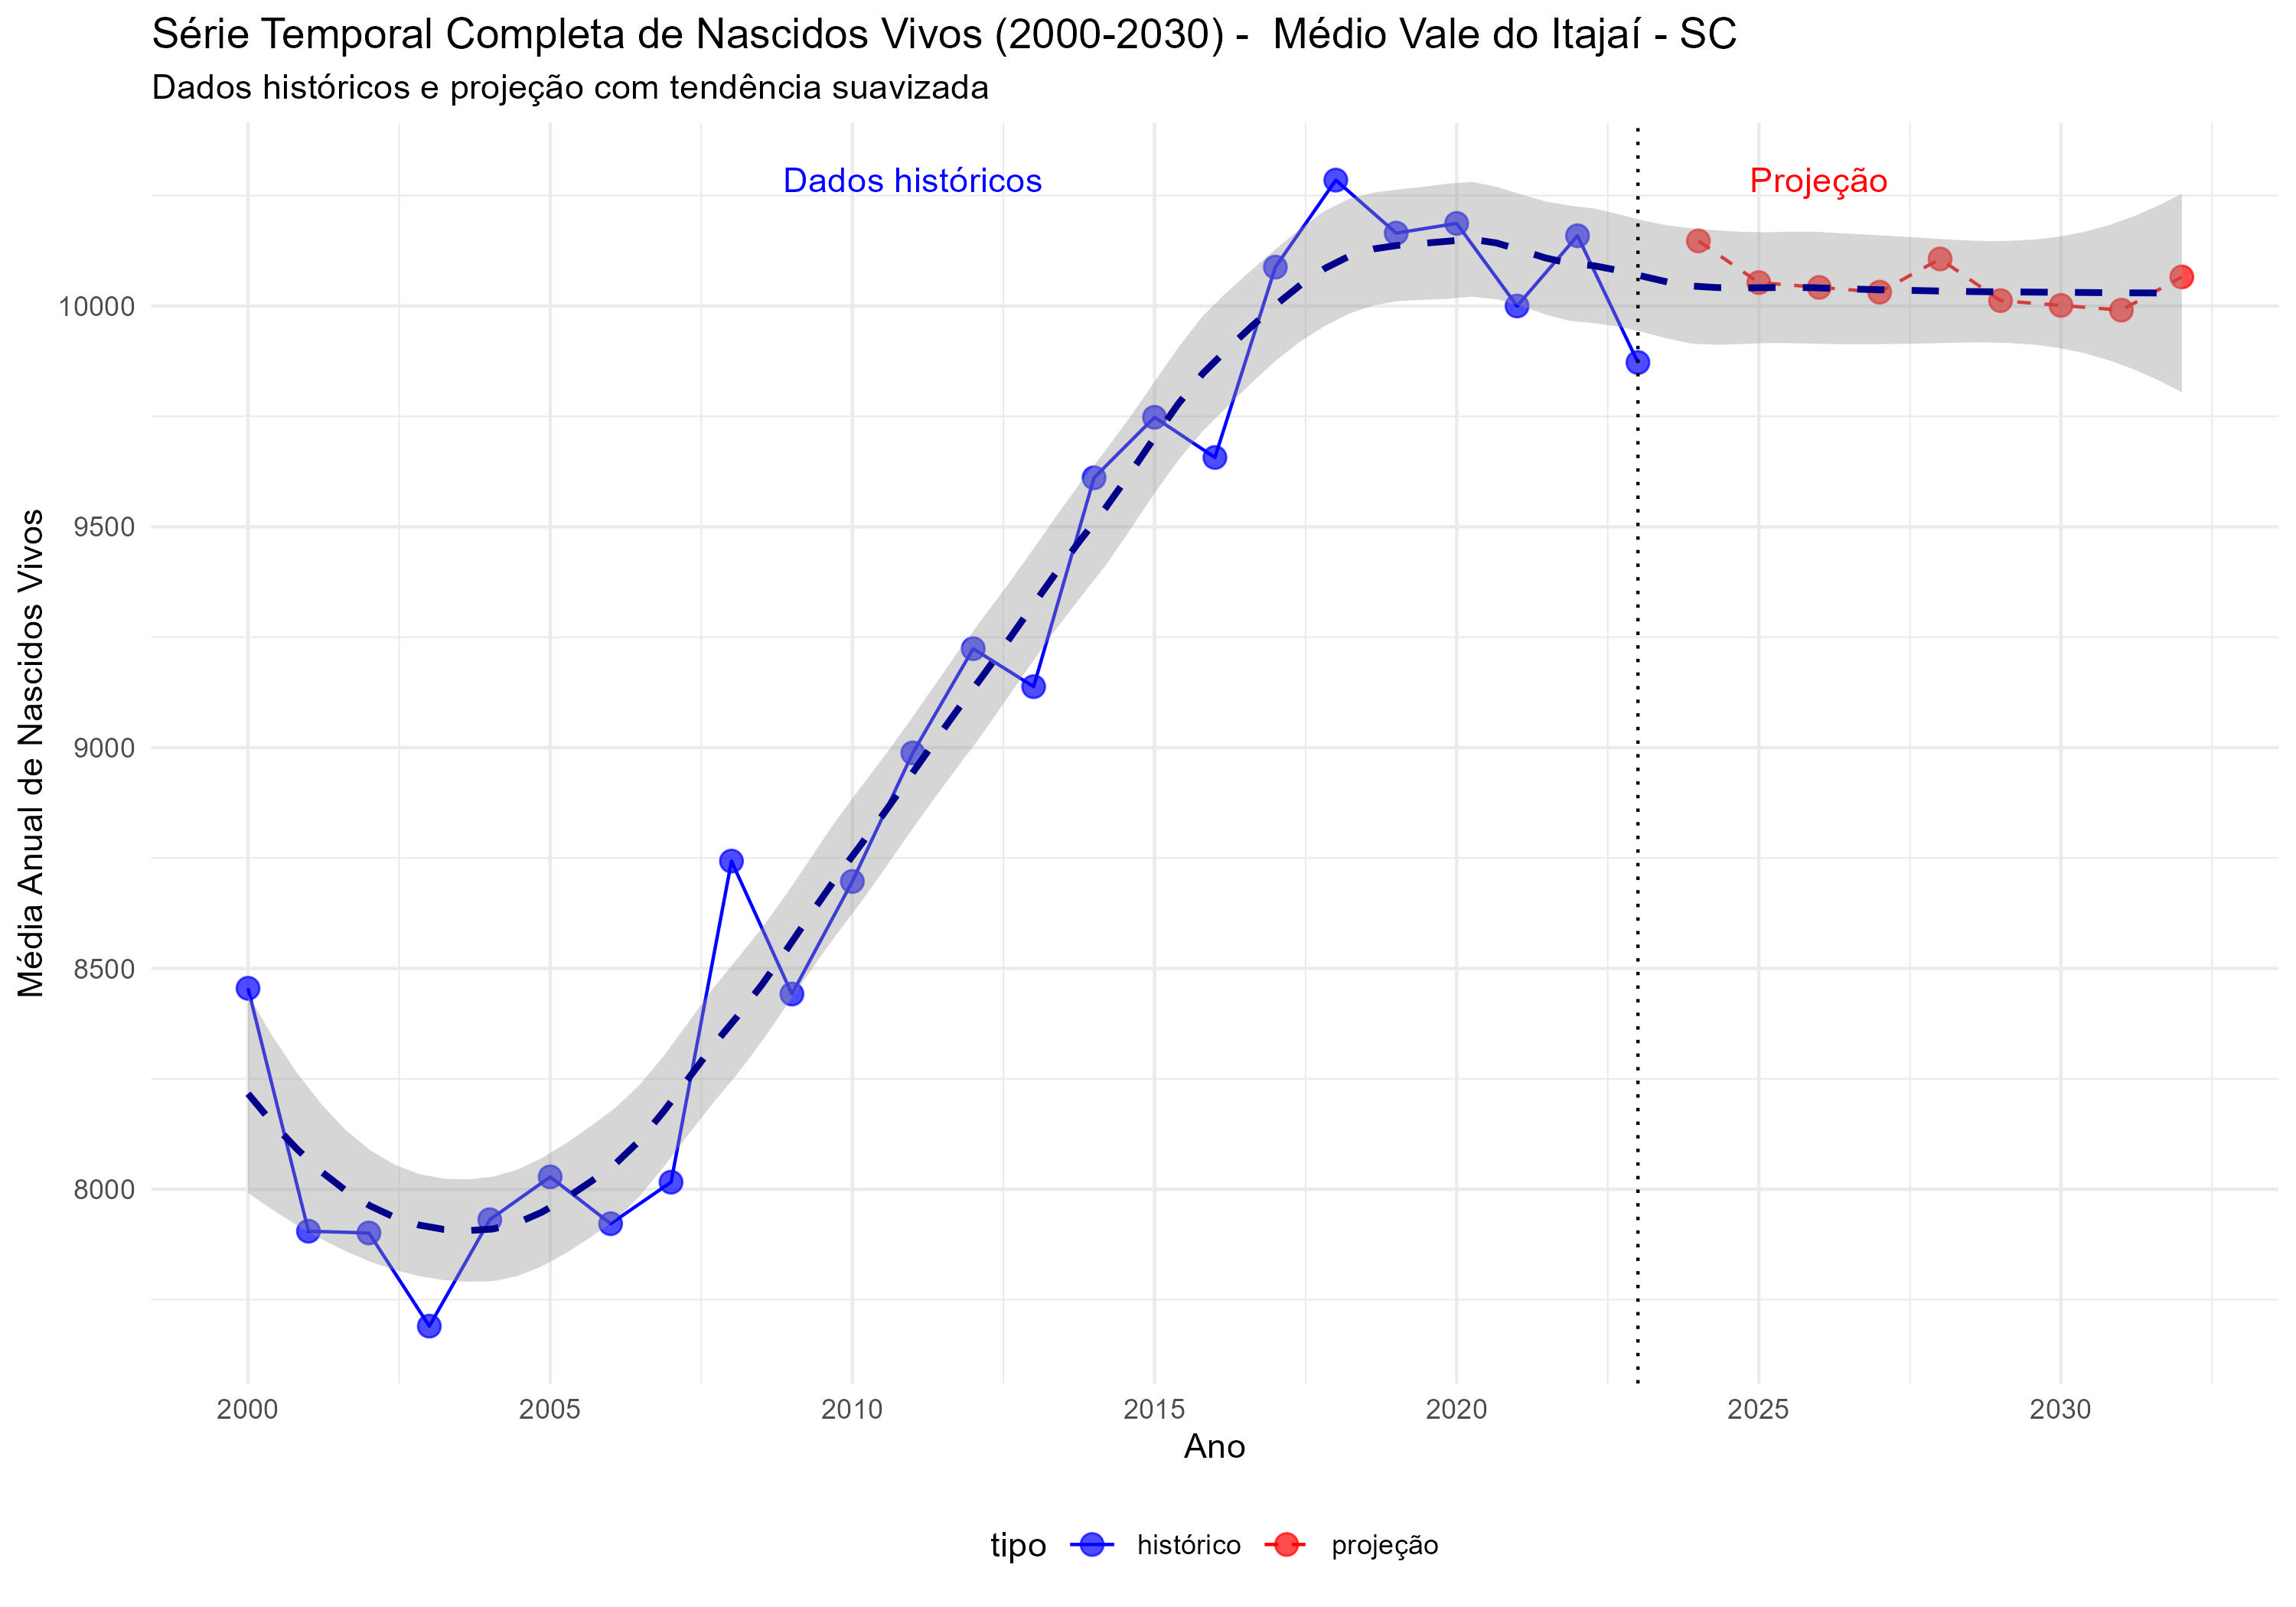 Série Temporal Completa de Nascidos Vivos (2000-2030) -  Médio Vale do Itajaí - SC
Dados históricos e projeção com tendência suavizada
Dados históricos
Projeção
Média Anual de Nascidos Vivos
10000
9500
9000
8500
8000
2000
2005
2010
2015
2020
2025
2030
Ano
tipo
histórico
projeção